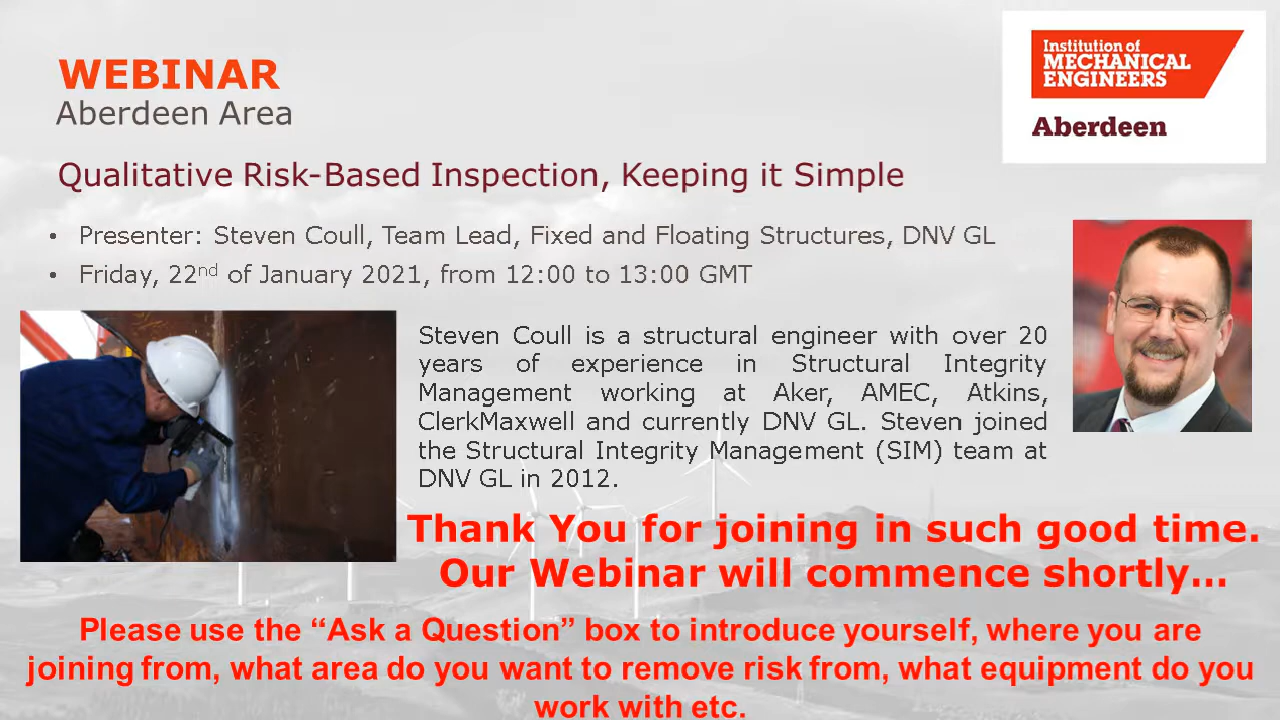 WEBINAR
Aberdeen Area
Institution of
MECHANICAL
ENGINEERS
Aberdeen
Qualitative Risk-Based Inspection, Keeping it Simple
• Presenter: Steven Coull, Team Lead, Fixed and Floating Structures, DNV GL
• Friday, 22nd of January 2021, from 12:00 to 13:00 GMT
Steven Coull is a structural engineer with over 20
years of experience in Structural Integrity
Management working at Aker, AMEC, Atkins,
ClerkMaxwell and currently DNV GL. Steven joined
the Structural Integrity Management (SIM) team at
DNV GL in 2012.
Thank You for joining in such good time.
Our Webinar will commence shortly...
Please use the “Ask a Question” box to introduce yourself, where you are
joining from, what area do you want to remove risk from, what equipment do you
work with etc.